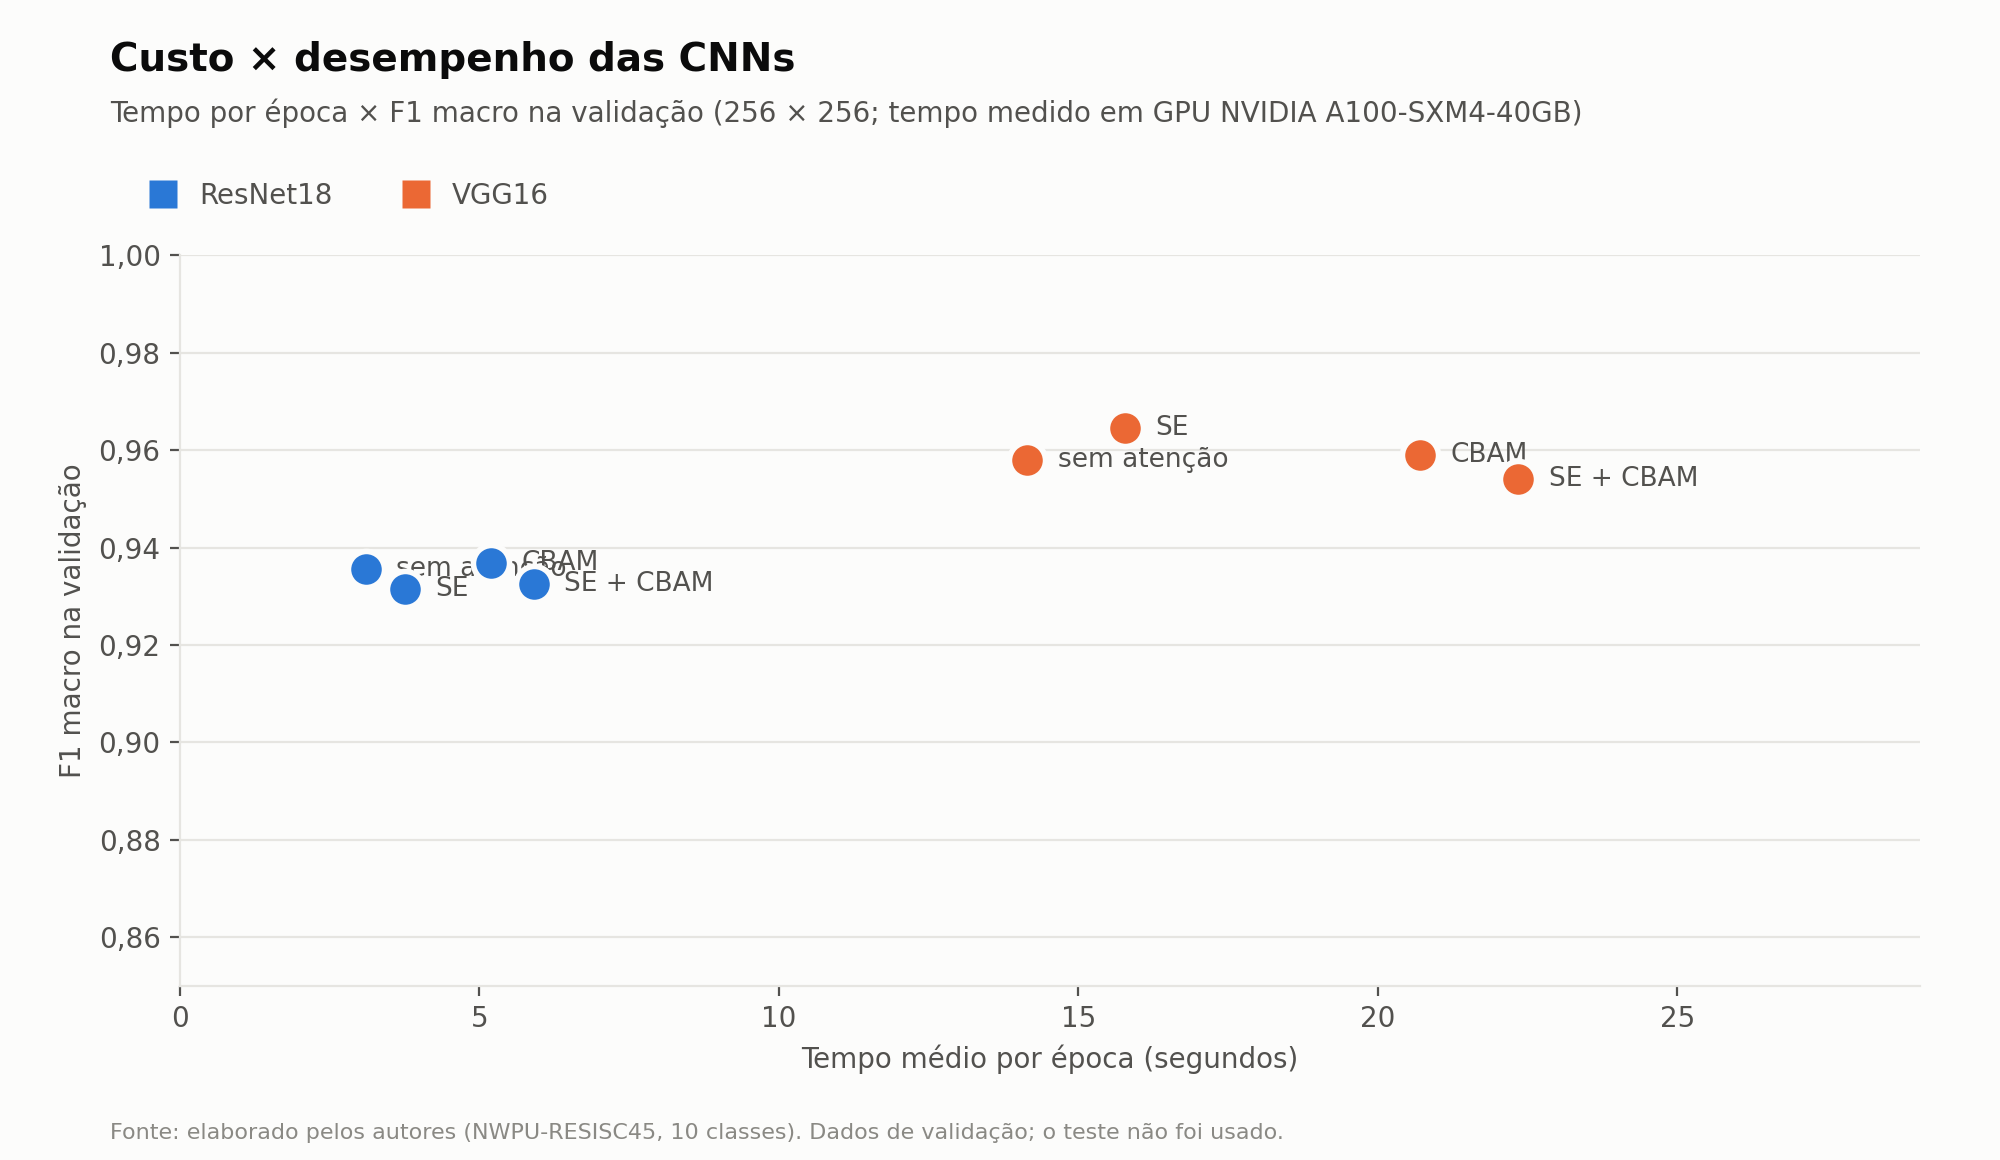 Custo × desempenho das CNNs
Tempo por época × F1 macro na validação (256 × 256; tempo medido em GPU NVIDIA A100-SXM4-40GB)
ResNet18
VGG16
F1 macro na validação
1,00
0,98
0,96
0,94
0,92
0,90
0,88
0,86
SE
sem atenção
CBAM
SE + CBAM
CBAM
sem atenção
SE
SE + CBAM
0
5
10
15
20
25
Tempo médio por época (segundos)
Fonte: elaborado pelos autores (NWPU-RESISC45, 10 classes). Dados de validação; o teste não foi usado.